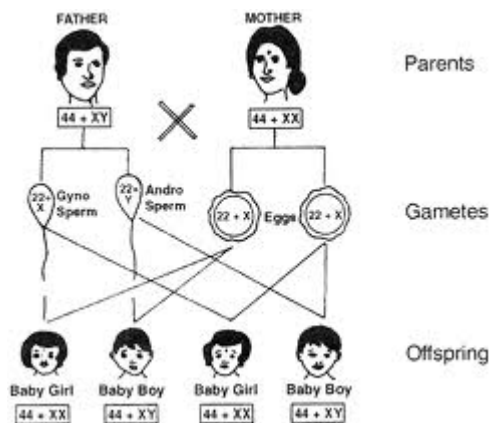 FATHER MOTHER
Parents
44 + XY 44 + XX
22+ X Gyno Sperm
22+ Y Andro Sperm
22 + X Eggs 22 + X
Gametes
Offspring
Baby Girl Baby Boy Baby Girl Baby Boy
44 + XX 44 + XY 44 + XX 44 + XY